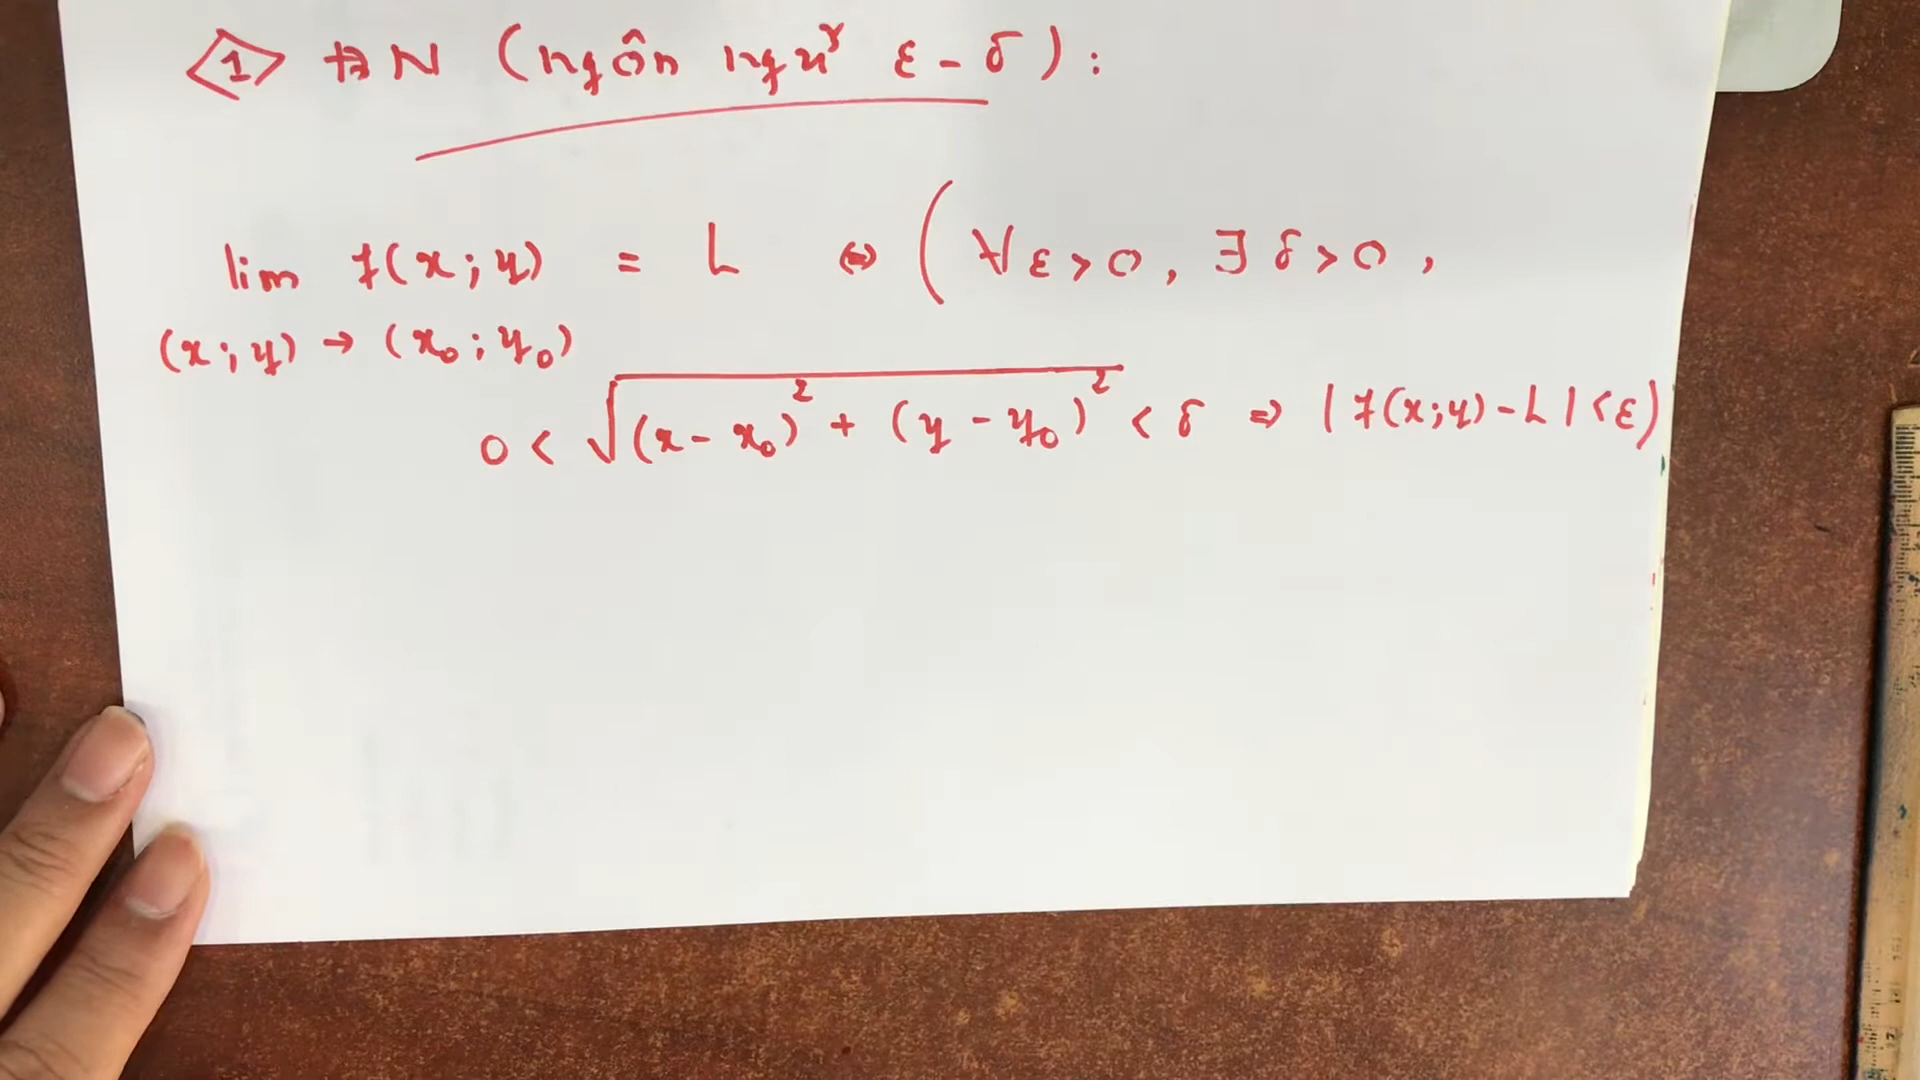 <1> ĐN (ngôn ngữ ε - δ) :
lim f(x;y) = L ⇔ ( ∀ε > 0, ∃ δ > 0 ,
(x;y) → (x₀;y₀)
0 < √((x - x₀)² + (y - y₀)²) < δ ⇒ |f(x;y) - L| < ε)